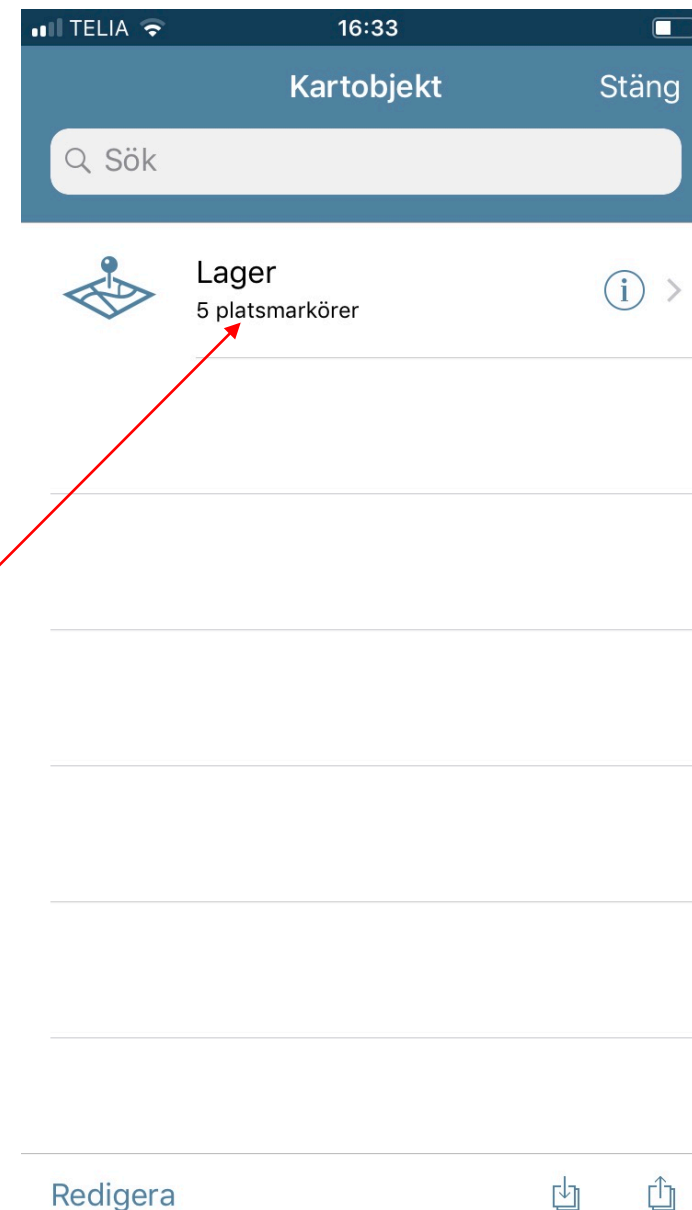 TELIA
16:33
Kartobjekt
Stäng
Sök
Lager
5 platsmarkörer
i
Redigera